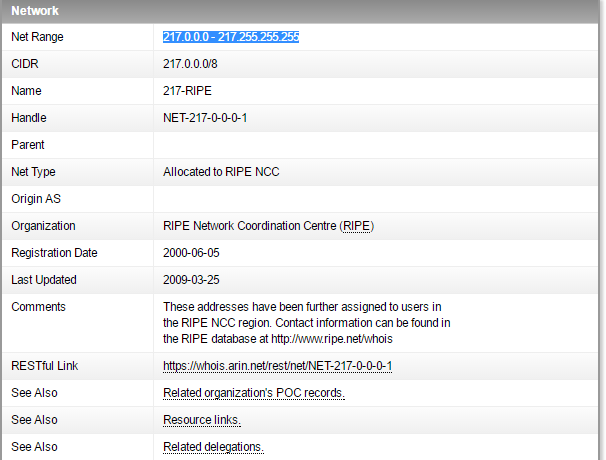 Network
Net Range 217.0.0.0 - 217.255.255.255
CIDR 217.0.0.0/8
Name 217-RIPE
Handle NET-217-0-0-0-1
Parent
Net Type Allocated to RIPE NCC
Origin AS
Organization RIPE Network Coordination Centre (RIPE)
Registration Date 2000-06-05
Last Updated 2009-03-25
Comments These addresses have been further assigned to users in
the RIPE NCC region. Contact information can be found in
the RIPE database at http://www.ripe.net/whois
RESTful Link https://whois.arin.net/rest/net/NET-217-0-0-0-1
See Also Related organization's POC records.
See Also Resource links.
See Also Related delegations.